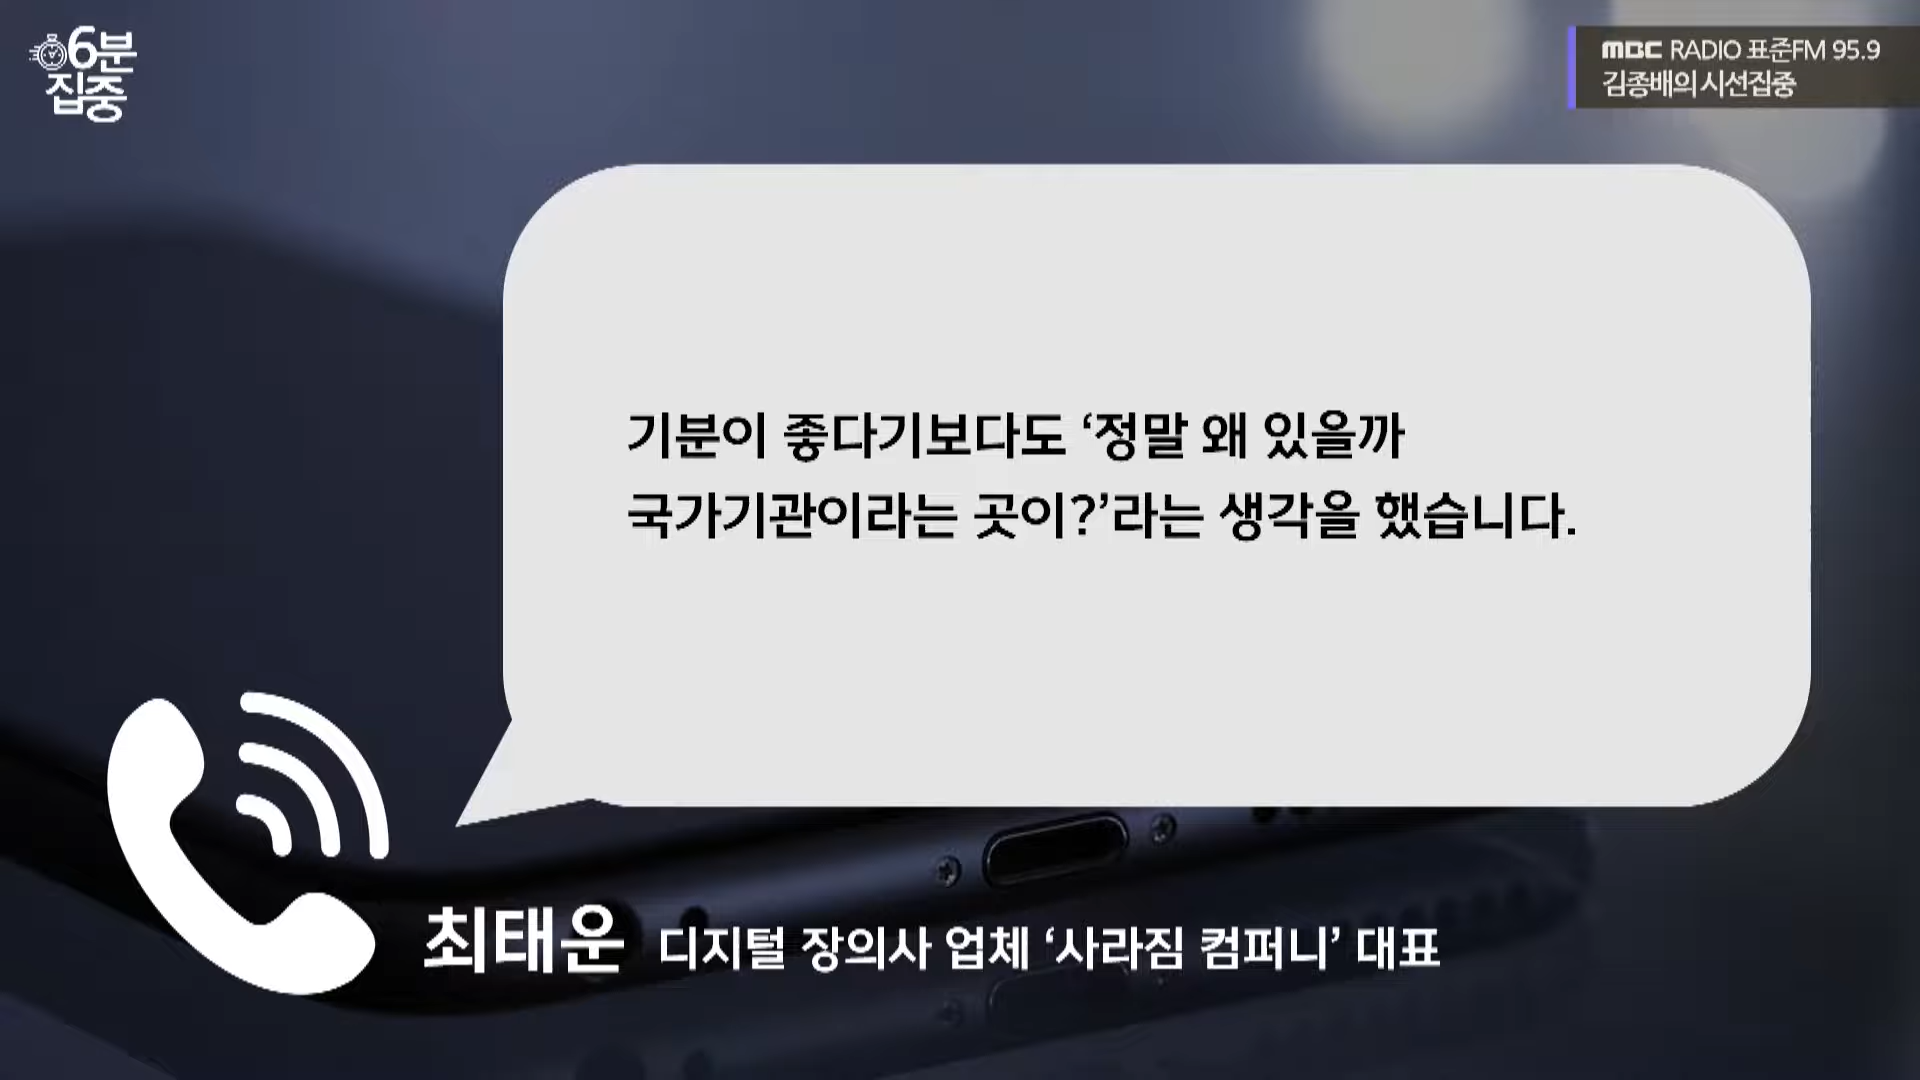 6분
집중
MBC RADIO 표준FM 95.9
김종배의 시선집중
기분이 좋다기보다도 ‘정말 왜 있을까
국가기관이라는 곳이?’라는 생각을 했습니다.
최태운 디지털 장의사 업체 ‘사라짐 컴퍼니’ 대표